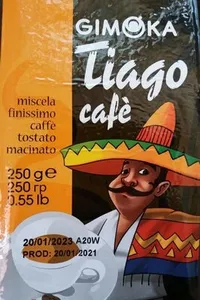 GIMOKA
Tiago
cafè
miscela
finissimo
caffè
tostato
macinato
250 g e
250 гр
0.55 lb
20/01/2023 A20W
PROD: 20/01/2021